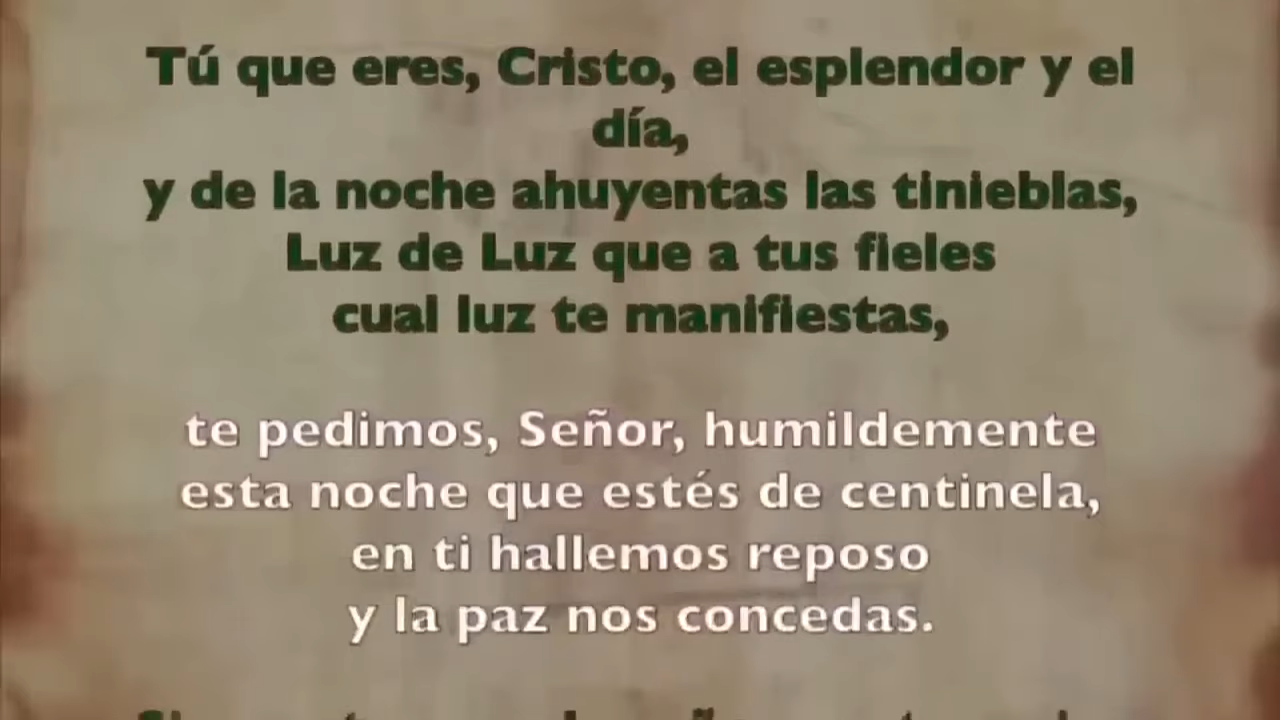 Tú que eres, Cristo, el esplendor y el
día,
y de la noche ahuyentas las tinieblas,
Luz de Luz que a tus fieles
cual luz te manifiestas,
te pedimos, Señor, humildemente
esta noche que estés de centinela,
en ti hallemos reposo
y la paz nos concedas.